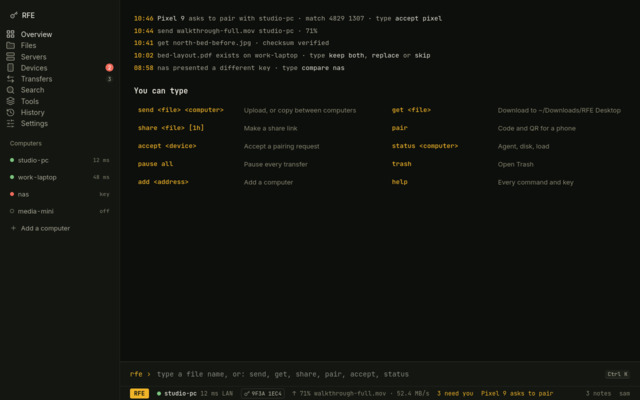 RFE
Overview
Files
Servers
Devices 2
Transfers 3
Search
Tools
History
Settings
Computers
studio-pc 12 ms
work-laptop 48 ms
nas key
media-mini off
+ Add a computer
10:46 Pixel 9 asks to pair with studio-pc · match 4829 1307 · type accept pixel
10:44 send walkthrough-full.mov studio-pc · 71%
10:41 get north-bed-before.jpg · checksum verified
10:02 bed-layout.pdf exists on work-laptop · type keep both, replace or skip
08:58 nas presented a different key · type compare nas
You can type
send <file> <computer> Upload, or copy between computers get <file> Download to ~/Downloads/RFE Desktop
share <file> [1h] Make a share link pair Code and QR for a phone
accept <device> Accept a pairing request status <computer> Agent, disk, load
pause all Pause every transfer trash Open Trash
add <address> Add a computer help Every command and key
rfe › type a file name, or: send, get, share, pair, accept, status Ctrl K
RFE studio-pc 12 ms LAN 9F3A 1EC4 ↑ 71% walkthrough-full.mov · 52.4 MB/s 3 need you Pixel 9 asks to pair 3 notes sam